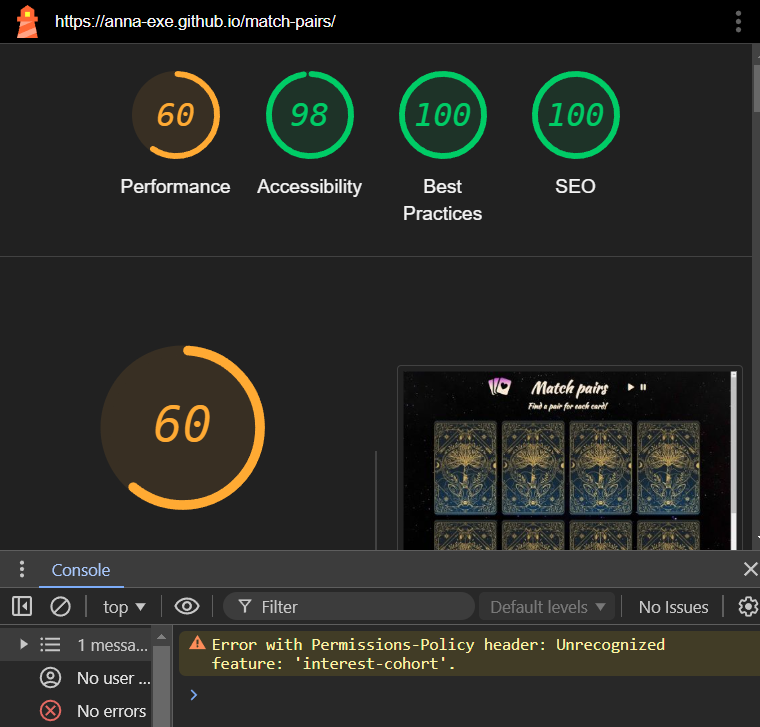 https://anna-exe.github.io/match-pairs/
60
98
100
100
Performance
Accessibility
Best
Practices
SEO
60
Match pairs
Find a pair for each card!
Console
top
Filter
Default levels
No Issues
1 messa...
Error with Permissions-Policy header: Unrecognized
feature: 'interest-cohort'.
No user ...
No errors